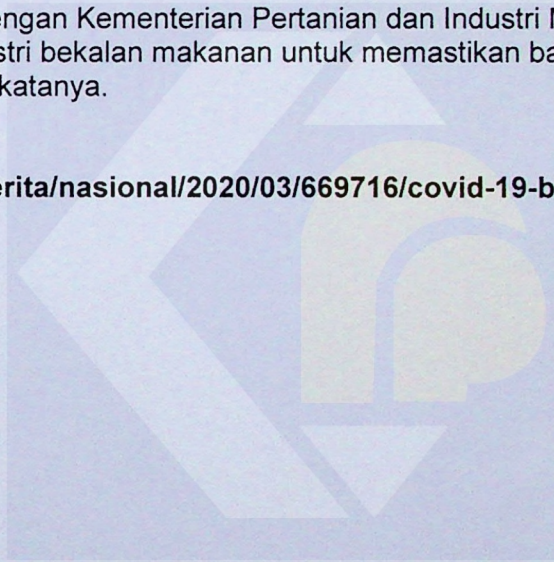 engan Kementerian Pertanian dan Industri
stri bekalan makanan untuk memastikan ba
katanya.
erita/nasional/2020/03/669716/covid-19-b